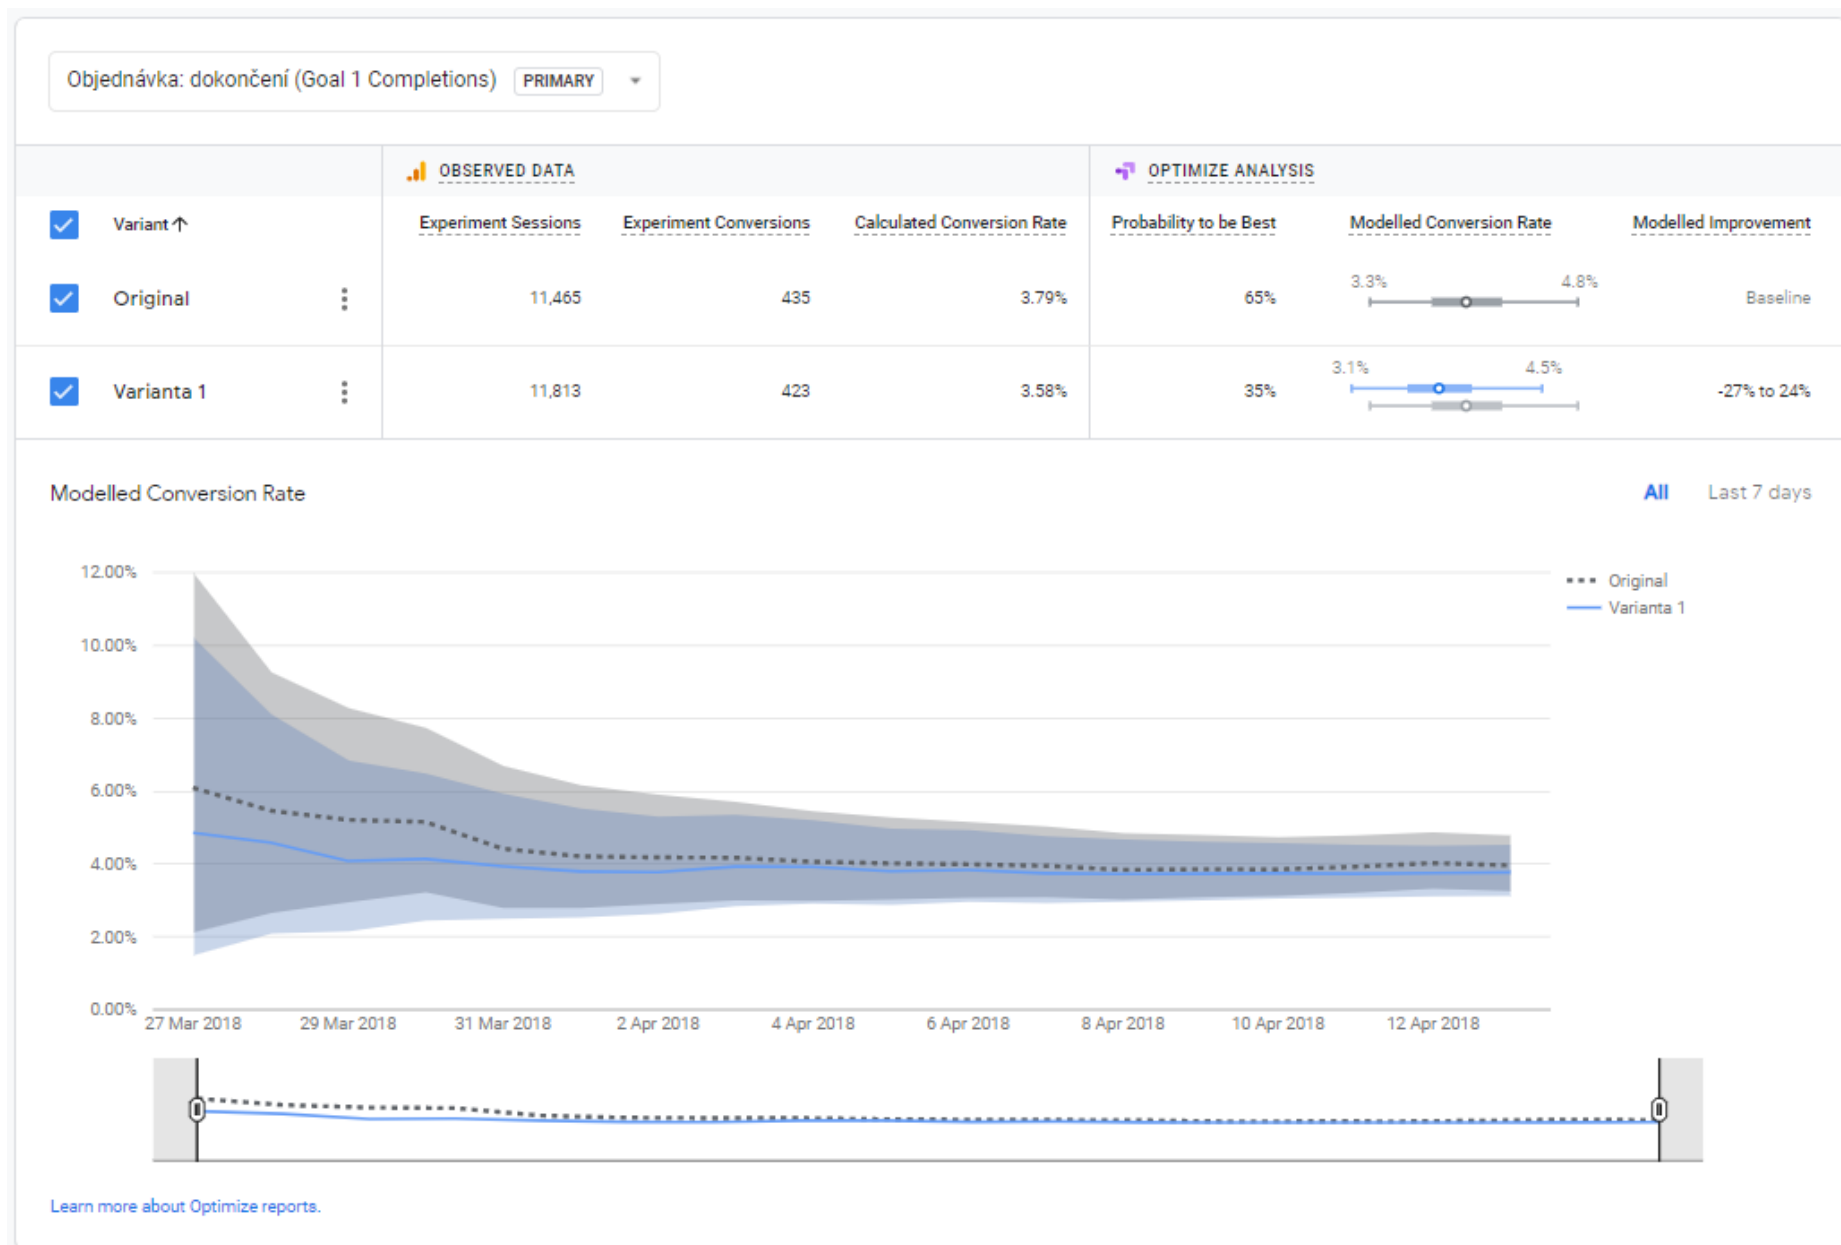 Objednávka: dokončení (Goal 1 Completions) PRIMARY
OBSERVED DATA OPTIMIZE ANALYSIS
Variant Experiment Sessions Experiment Conversions Calculated Conversion Rate Probability to be Best Modelled Conversion Rate Modelled Improvement
Original 11,465 435 3.79% 65% 3.3% 4.8% Baseline
Varianta 1 11,813 423 3.58% 35% 3.1% 4.5% -27% to 24%
Modelled Conversion Rate All Last 7 days
12.00%
10.00%
8.00%
6.00%
4.00%
2.00%
0.00%
Original
Varianta 1
27 Mar 2018 29 Mar 2018 31 Mar 2018 2 Apr 2018 4 Apr 2018 6 Apr 2018 8 Apr 2018 10 Apr 2018 12 Apr 2018
Learn more about Optimize reports.